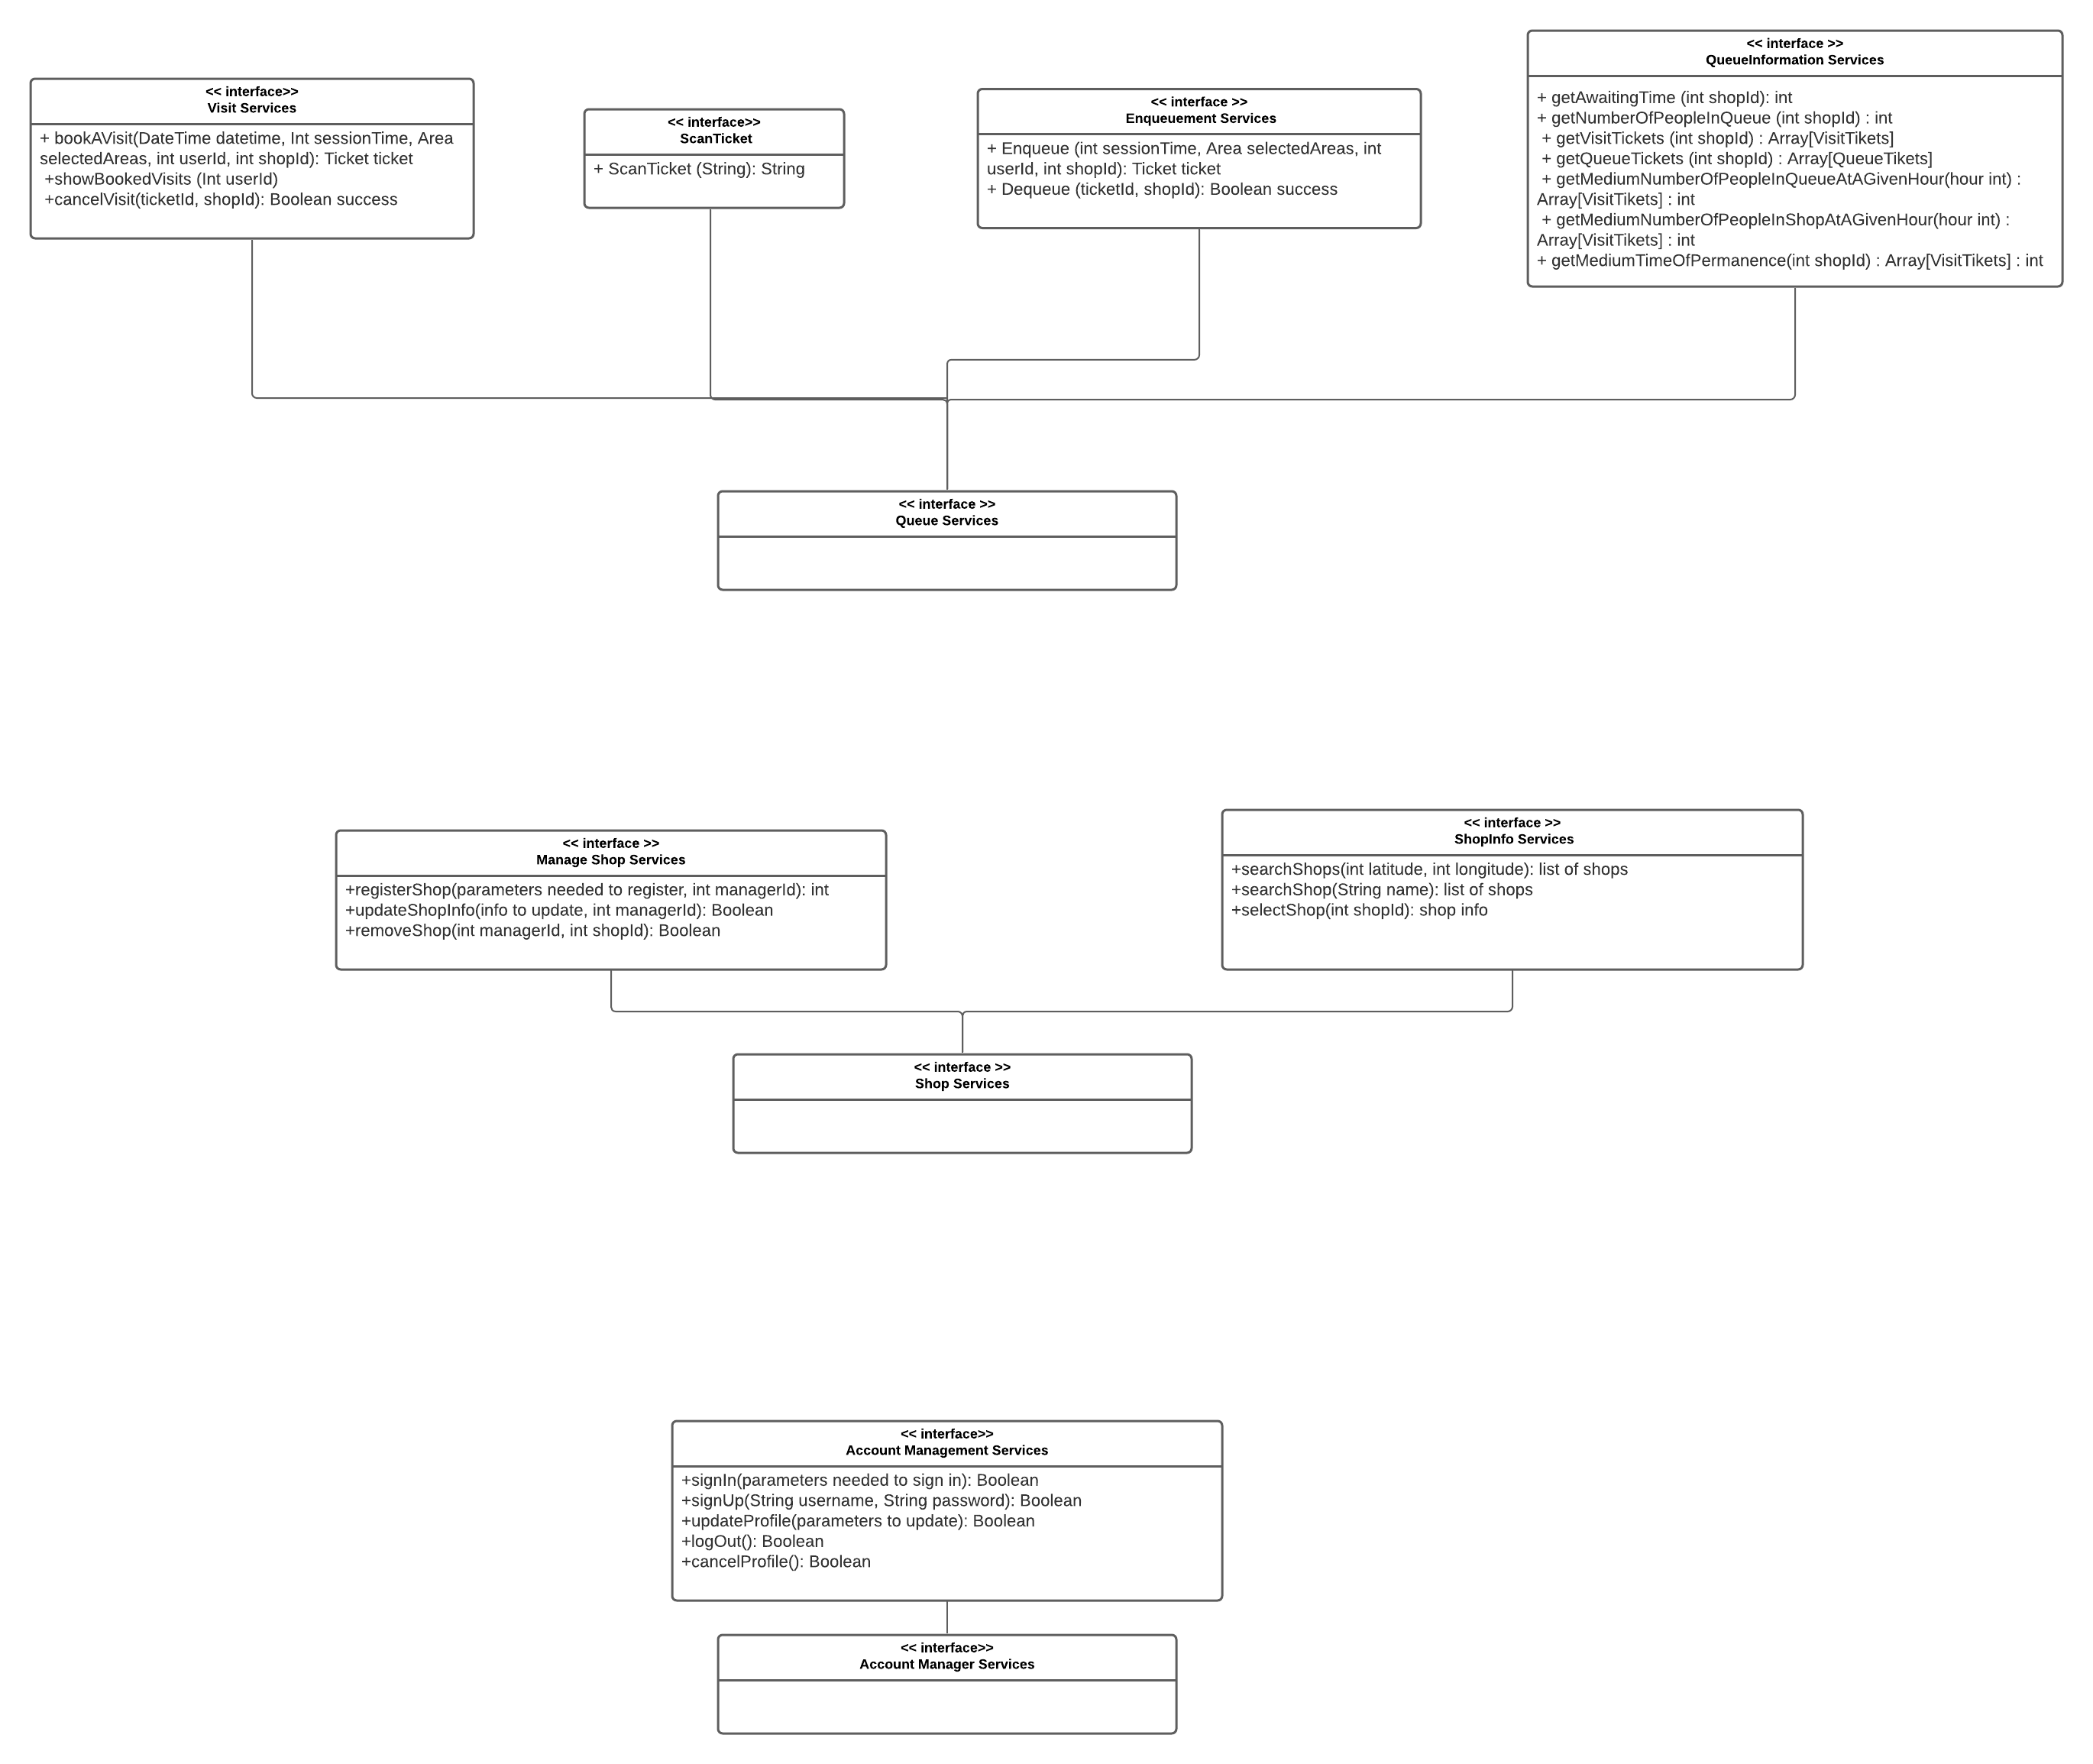 << interface>>
Visit Services
+ bookAVisit(DateTime datetime, Int sessionTime, Area
selectedAreas, int userId, int shopId): Ticket ticket
+showBookedVisits (Int userId)
+cancelVisit(ticketId, shopId): Boolean success
<< interface>>
ScanTicket
+ ScanTicket (String): String
<< interface >>
Enqueuement Services
+ Enqueue (int sessionTime, Area selectedAreas, int
userId, int shopId): Ticket ticket
+ Dequeue (ticketId, shopId): Boolean success
<< interface >>
QueueInformation Services
+ getAwaitingTime (int shopId): int
+ getNumberOfPeopleInQueue (int shopId) : int
+ getVisitTickets (int shopId) : Array[VisitTikets]
+ getQueueTickets (int shopId) : Array[QueueTikets]
+ getMediumNumberOfPeopleInQueueAtAGivenHour(hour int) :
Array[VisitTikets] : int
+ getMediumNumberOfPeopleInShopAtAGivenHour(hour int) :
Array[VisitTikets] : int
+ getMediumTimeOfPermanence(int shopId) : Array[VisitTikets] : int
<< interface >>
Queue Services
<< interface >>
Manage Shop Services
+registerShop(parameters needed to register, int managerId): int
+updateShopInfo(info to update, int managerId): Boolean
+removeShop(int managerId, int shopId): Boolean
<< interface >>
ShopInfo Services
+searchShops(int latitude, int longitude): list of shops
+searchShop(String name): list of shops
+selectShop(int shopId): shop info
<< interface >>
Shop Services
<< interface>>
Account Management Services
+signIn(parameters needed to sign in): Boolean
+signUp(String username, String password): Boolean
+updateProfile(parameters to update): Boolean
+logOut(): Boolean
+cancelProfile(): Boolean
<< interface>>
Account Manager Services